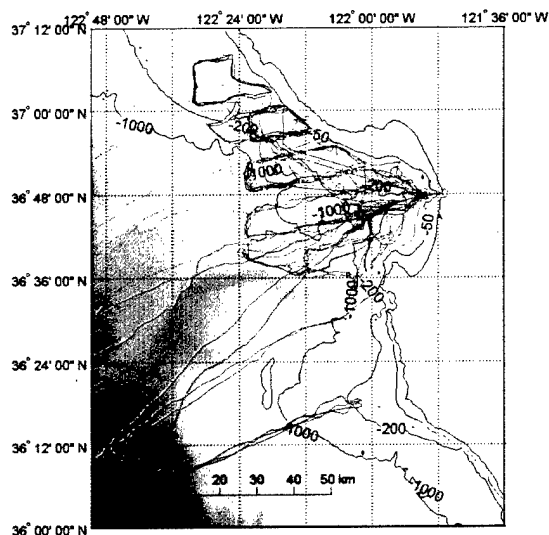 122° 48' 00" W 122° 24' 00" W 122° 00' 00" W 121° 36' 00" W
37° 12' 00" N
37° 00' 00" N
-1000
-200
-50
-1000
-200
36° 48' 00" N
-1000
-50
36° 36' 00" N
-1000
-200
36° 24' 00" N
36° 12' 00" N
-1000
-200
-1000
20 30 40 50 km
36° 00' 00" N